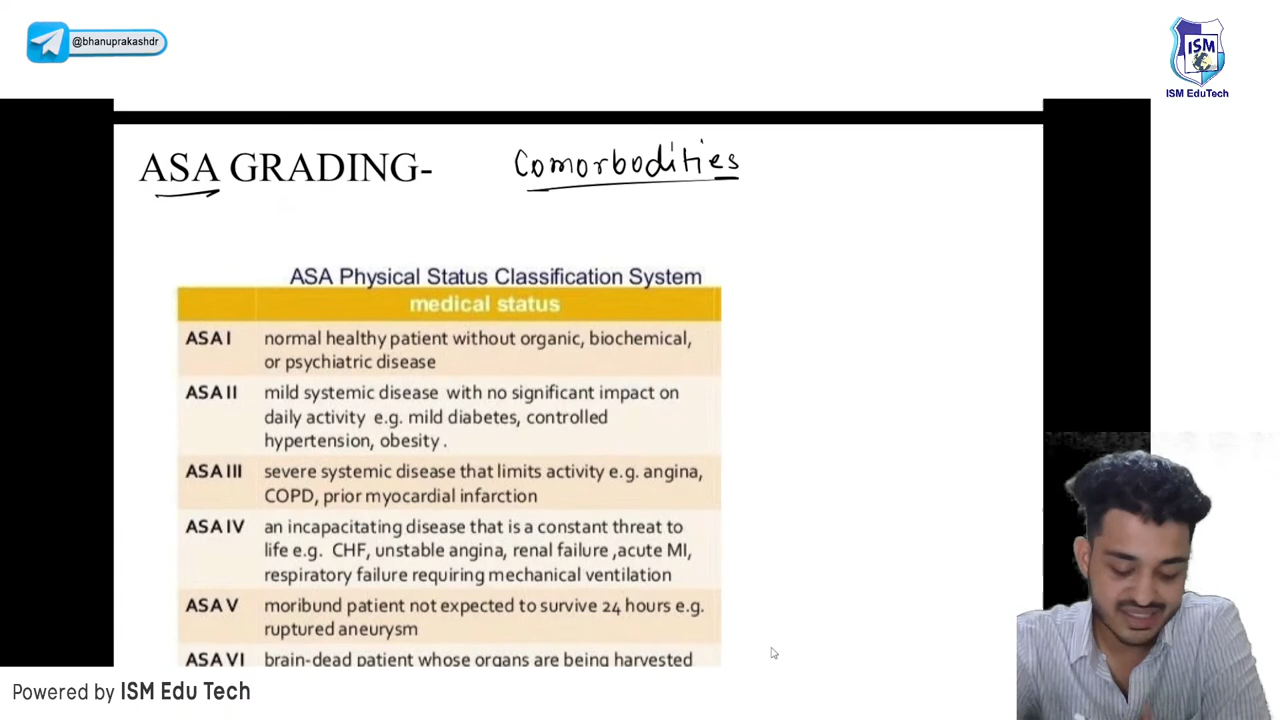 @bhanuprakashdr
ISM
ISM EduTech
ASA GRADING- Comorbodities
ASA Physical Status Classification System
medical status
ASA I normal healthy patient without organic, biochemical,
or psychiatric disease
ASA II mild systemic disease with no significant impact on
daily activity e.g. mild diabetes, controlled
hypertension, obesity .
ASA III severe systemic disease that limits activity e.g. angina,
COPD, prior myocardial infarction
ASA IV an incapacitating disease that is a constant threat to
life e.g. CHF, unstable angina, renal failure ,acute MI,
respiratory failure requiring mechanical ventilation
ASA V moribund patient not expected to survive 24 hours e.g.
ruptured aneurysm
ASA VI brain-dead patient whose organs are being harvested
Powered by ISM Edu Tech